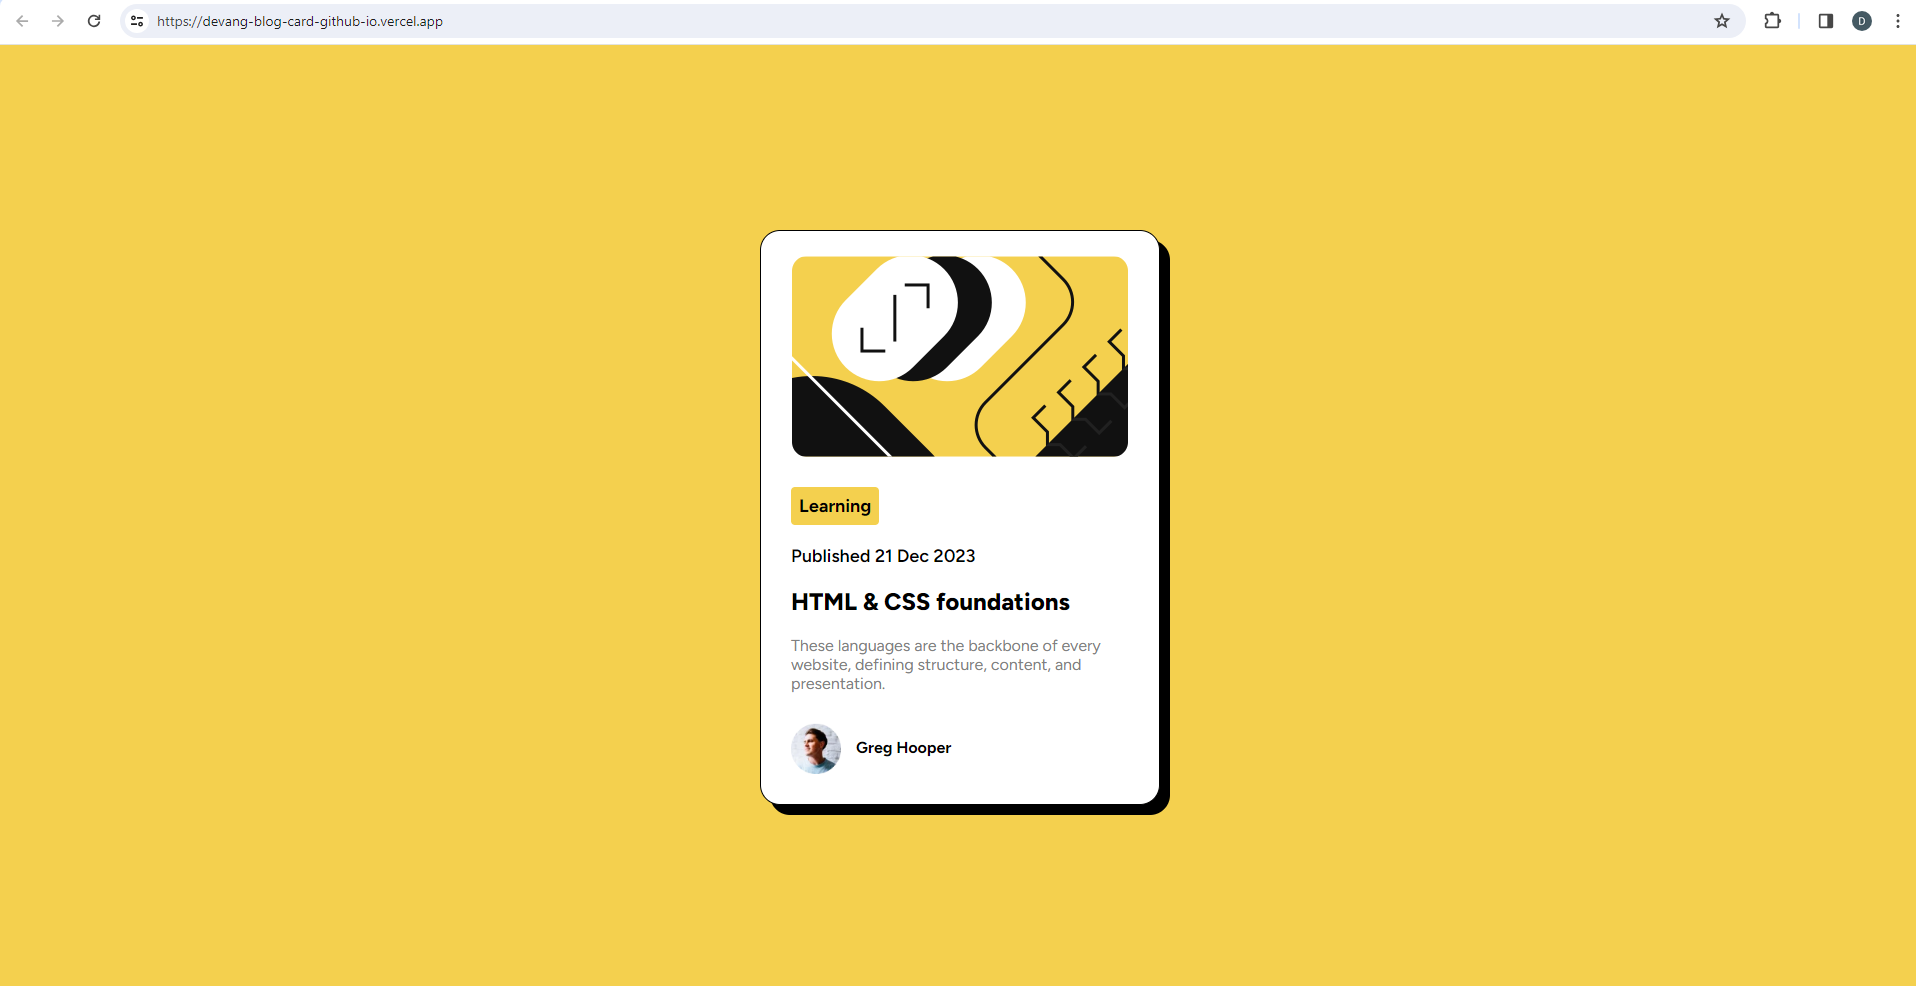 https://devang-blog-card-github-io.vercel.app
D
Learning
Published 21 Dec 2023
HTML & CSS foundations
These languages are the backbone of every
website, defining structure, content, and
presentation.
Greg Hooper